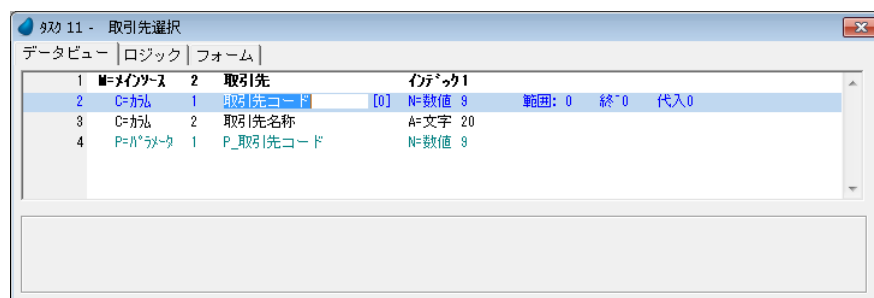 ﾀｽｸ 11 - 取引先選択
データビュー ロジック フォーム
1 M=ﾒｲﾝｿｰｽ 2 取引先 ｲﾝﾃﾞｯｸ1
2 C=ｶﾗﾑ 1 取引先コード [0] N=数値 9 範囲: 0 終ﾞ0 代入0
3 C=ｶﾗﾑ 2 取引先名称 A=文字 20
4 P=ﾊﾟﾗﾒｰｸ 1 P_取引先コード N=数値 9